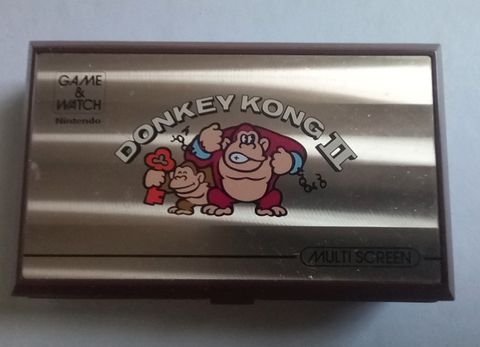 GAME
&
WATCH
Nintendo
DONKEY KONG II
MULTI SCREEN